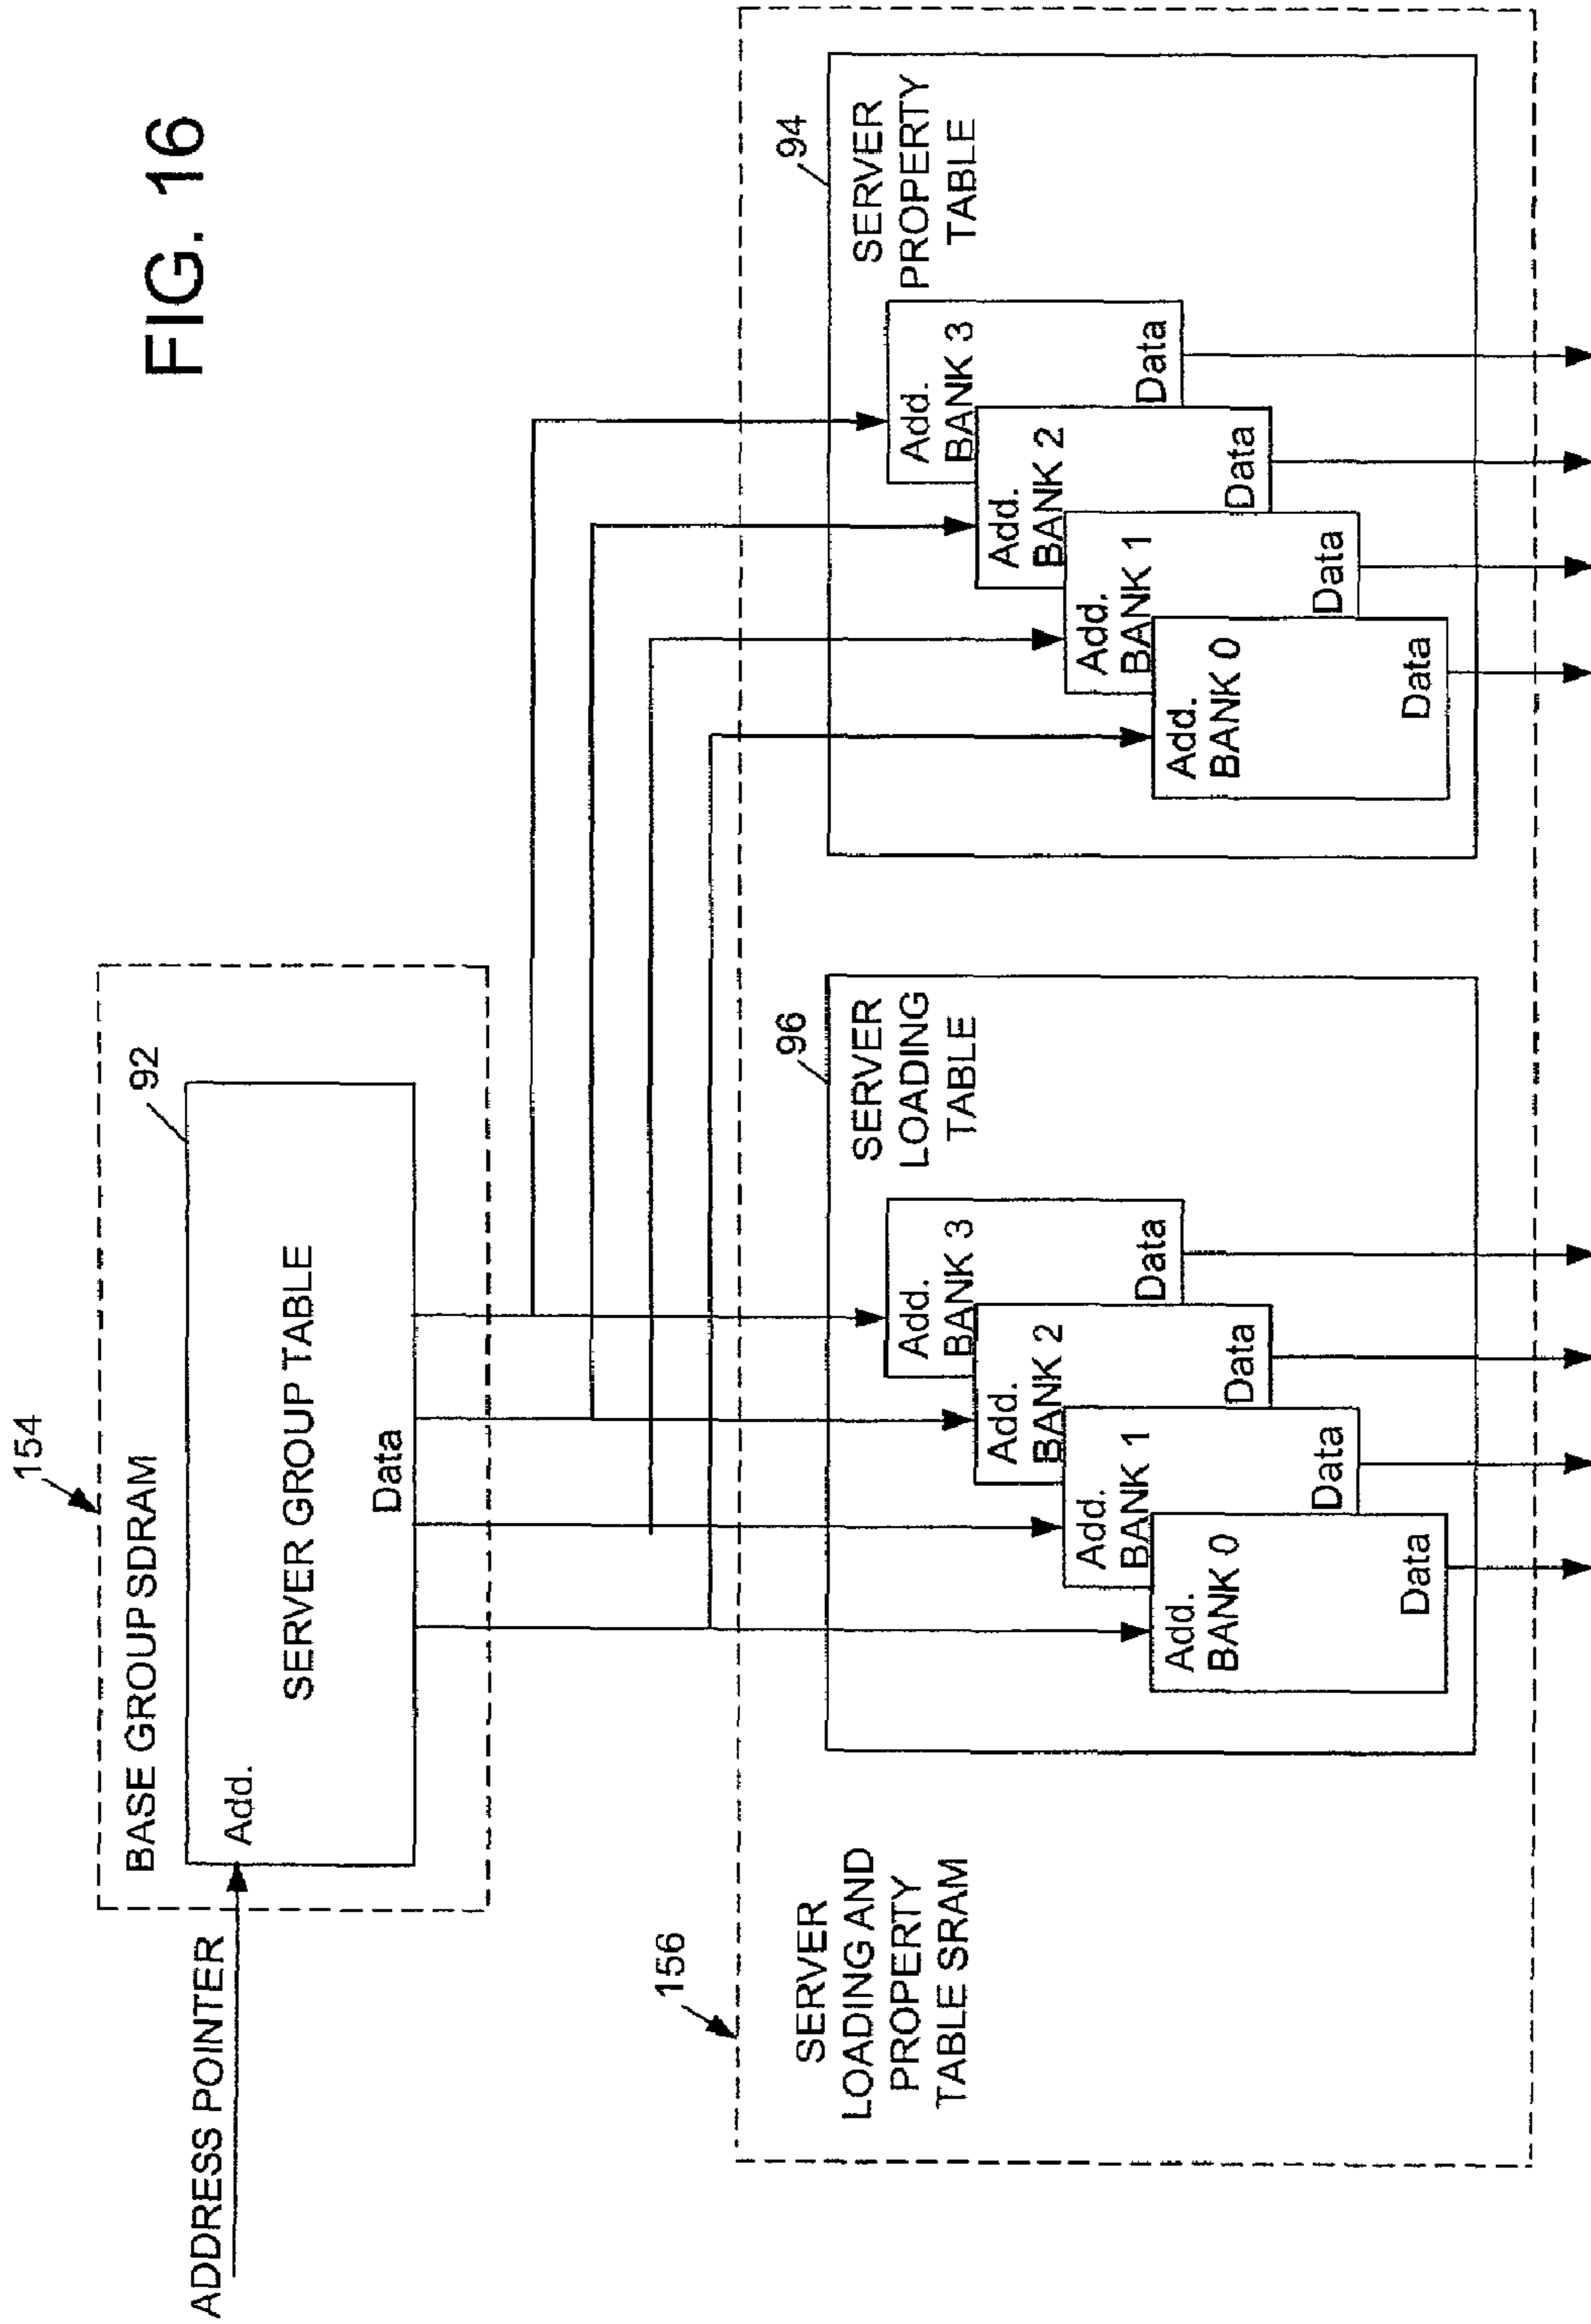 FIG. 16
154
BASE GROUP SDRAM
92
ADDRESS POINTER
Add.
SERVER GROUP TABLE
Data
156
SERVER
LOADING AND
PROPERTY
TABLE SRAM
96
SERVER
LOADING
TABLE
Add.
BANK 3
Data
Add.
BANK 2
Data
Add.
BANK 1
Data
Add.
BANK 0
Data
94
SERVER
PROPERTY
TABLE
Add.
BANK 3
Data
Add.
BANK 2
Data
Add.
BANK 1
Data
Add.
BANK 0
Data